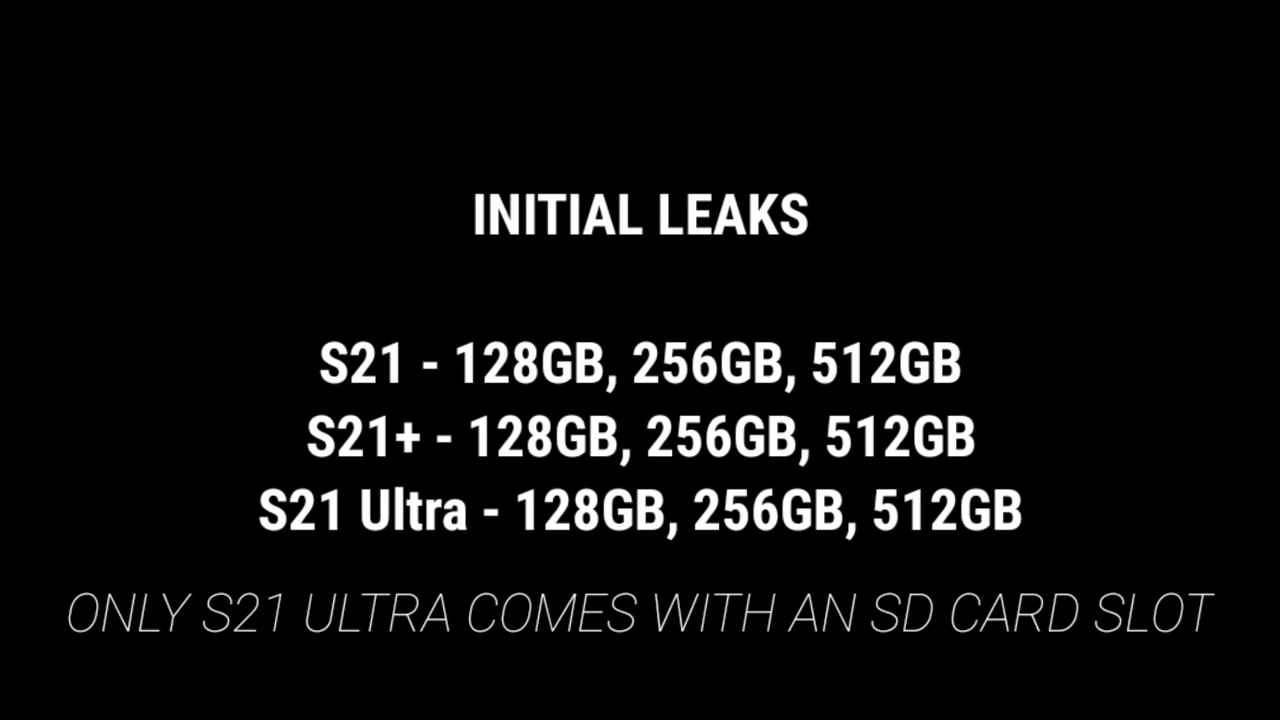 INITIAL LEAKS
S21 - 128GB, 256GB, 512GB
S21+ - 128GB, 256GB, 512GB
S21 Ultra - 128GB, 256GB, 512GB
ONLY S21 ULTRA COMES WITH AN SD CARD SLOT